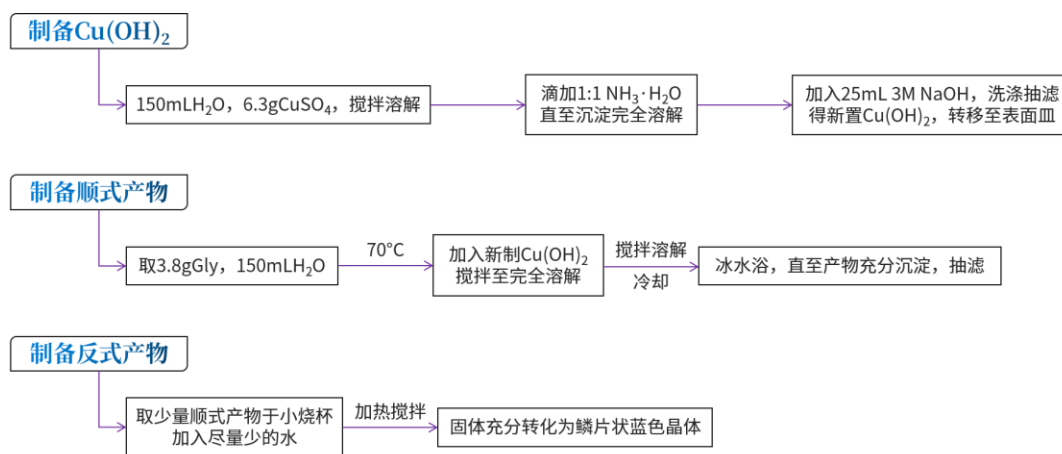 制备Cu(OH)₂
150mLH₂O，6.3gCuSO₄，搅拌溶解
滴加1:1 NH₃·H₂O
直至沉淀完全溶解
加入25mL 3M NaOH，洗涤抽滤
得新置Cu(OH)₂，转移至表面皿
制备顺式产物
取3.8gGly，150mLH₂O
70°C
加入新制Cu(OH)₂
搅拌至完全溶解
搅拌溶解
冷却
冰水浴，直至产物充分沉淀，抽滤
制备反式产物
取少量顺式产物于小烧杯
加入尽量少的水
加热搅拌
固体充分转化为鳞片状蓝色晶体